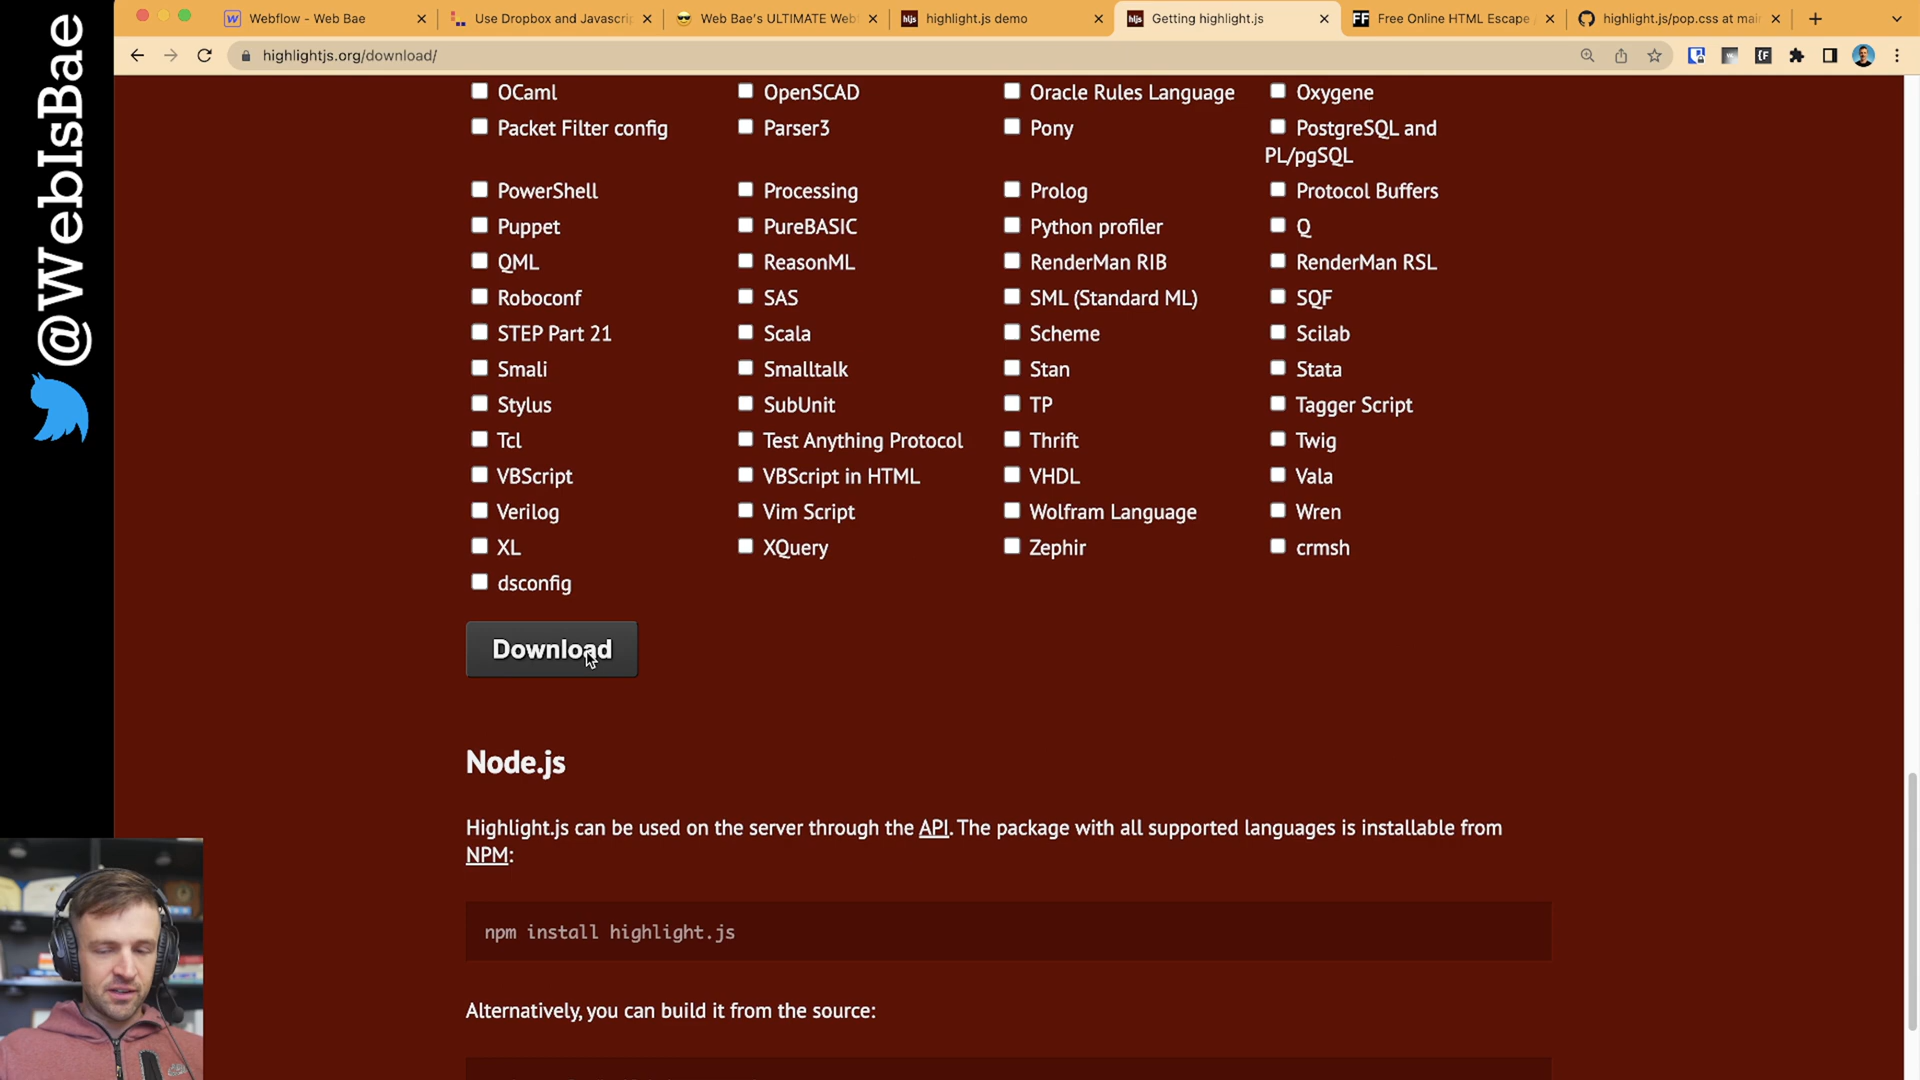 @WebIsBae
Webflow - Web Bae
Use Dropbox and Javascrip
Web Bae's ULTIMATE Web
highlight.js demo
Getting highlight.js
Free Online HTML Escape
highlight.js/pop.css at mai
highlightjs.org/download/
OCaml OpenSCAD Oracle Rules Language Oxygene
Packet Filter config Parser3 Pony PostgreSQL and
PL/pgSQL
PowerShell Processing Prolog Protocol Buffers
Puppet PureBASIC Python profiler Q
QML ReasonML RenderMan RIB RenderMan RSL
Roboconf SAS SML (Standard ML) SQF
STEP Part 21 Scala Scheme Scilab
Smali Smalltalk Stan Stata
Stylus SubUnit TP Tagger Script
Tcl Test Anything Protocol Thrift Twig
VBScript VBScript in HTML VHDL Vala
Verilog Vim Script Wolfram Language Wren
XL XQuery Zephir crmsh
dsconfig
Download
Node.js
Highlight.js can be used on the server through the API. The package with all supported languages is installable from
NPM:
npm install highlight.js
Alternatively, you can build it from the source: